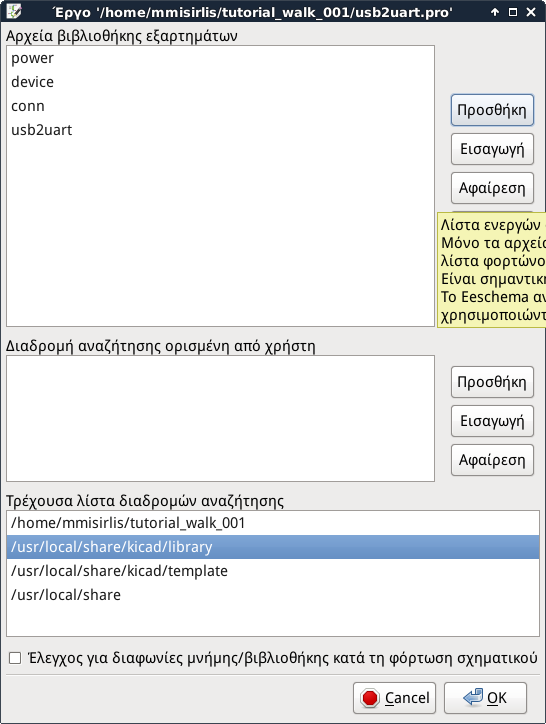 Έργο '/home/mmisirlis/tutorial_walk_001/usb2uart.pro'
Αρχεία βιβλιοθήκης εξαρτημάτων
power
device
conn
usb2uart
Προσθήκη
Εισαγωγή
Αφαίρεση
Λίστα ενεργών
Μόνο τα αρχεία
λίστα φορτώνο
Είναι σημαντικ
Το Eeschema αν
χρησιμοποιώντ
Διαδρομή αναζήτησης ορισμένη από χρήστη
Προσθήκη
Εισαγωγή
Αφαίρεση
Τρέχουσα λίστα διαδρομών αναζήτησης
/home/mmisirlis/tutorial_walk_001
/usr/local/share/kicad/library
/usr/local/share/kicad/template
/usr/local/share
Έλεγχος για διαφωνίες μνήμης/βιβλιοθήκης κατά τη φόρτωση σχηματικού
Cancel
OK